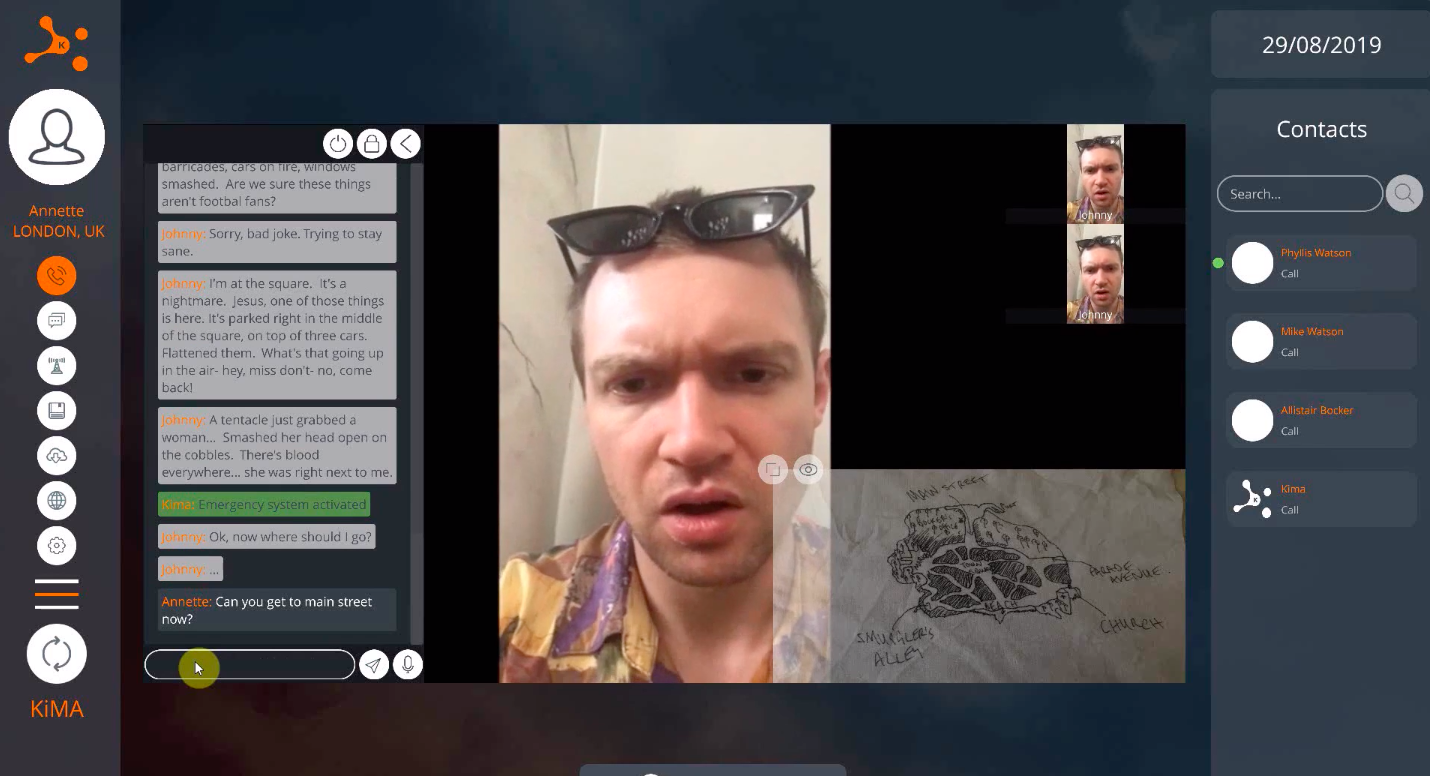 K
Annette
LONDON, UK
KiMA
barricades, cars on fire, windows
smashed. Are we sure these things
aren't footbal fans?
Johnny: Sorry, bad joke. Trying to stay
sane.
Johnny: I'm at the square. It's a
nightmare. Jesus, one of those things
is here. It's parked right in the middle
of the square, on top of three cars.
Flattened them. What's that going up
in the air- hey, miss don't- no, come
back!
Johnny: A tentacle just grabbed a
woman... Smashed her head open on
the cobbles. There's blood
everywhere... she was right next to me.
Kima: Emergency system activated
Johnny: Ok, now where should I go?
Johnny: ...
Annette: Can you get to main street
now?
Johnny
Johnny
MAIN STREET
PARADE
AVENUE
CHURCH
SMUGGLER'S
ALLEY
29/08/2019
Contacts
Search...
Phyllis Watson
Call
Mike Watson
Call
Allistair Bocker
Call
K
Kima
Call